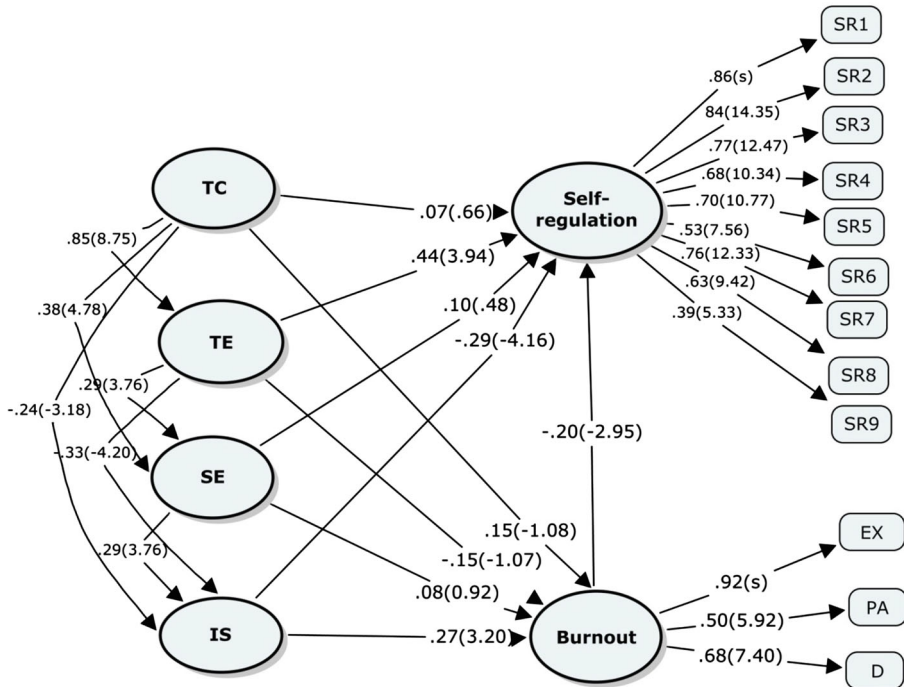 SR1
.86(s)
SR2
84(14.35)
SR3
.77(12.47)
TC
Self-
regulation
.68(10.34)
SR4
.07(.66)
.70(10.77)
SR5
.85(8.75)
.44(3.94)
.53(7.56)
.76(12.33)
SR6
.10(.48)
.63(9.42)
SR7
.38(4.78)
TE
-.29(-4.16)
.39(5.33)
SR8
.29(3.76)
-.24(-3.18)
SR9
-.20(-2.95)
-.33(-4.20)
SE
.15(-1.08)
EX
.29(3.76)
-.15(-1.07)
.92(s)
.08(0.92)
PA
.50(5.92)
IS
.27(3.20)
Burnout
.68(7.40)
D